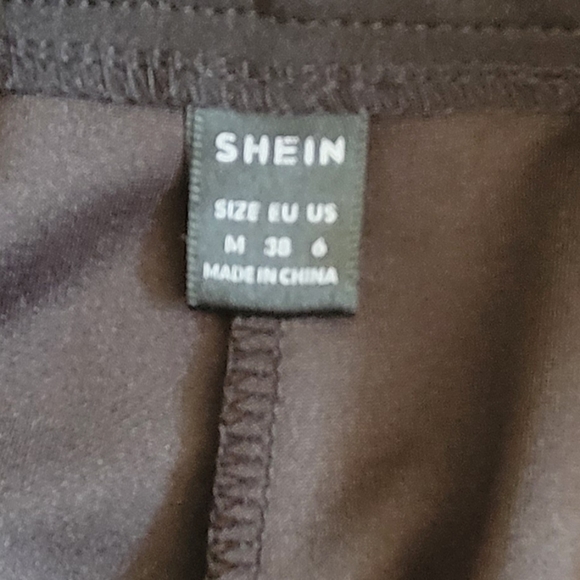 SHEIN
SIZE EU US
M 38 6
MADE IN CHINA